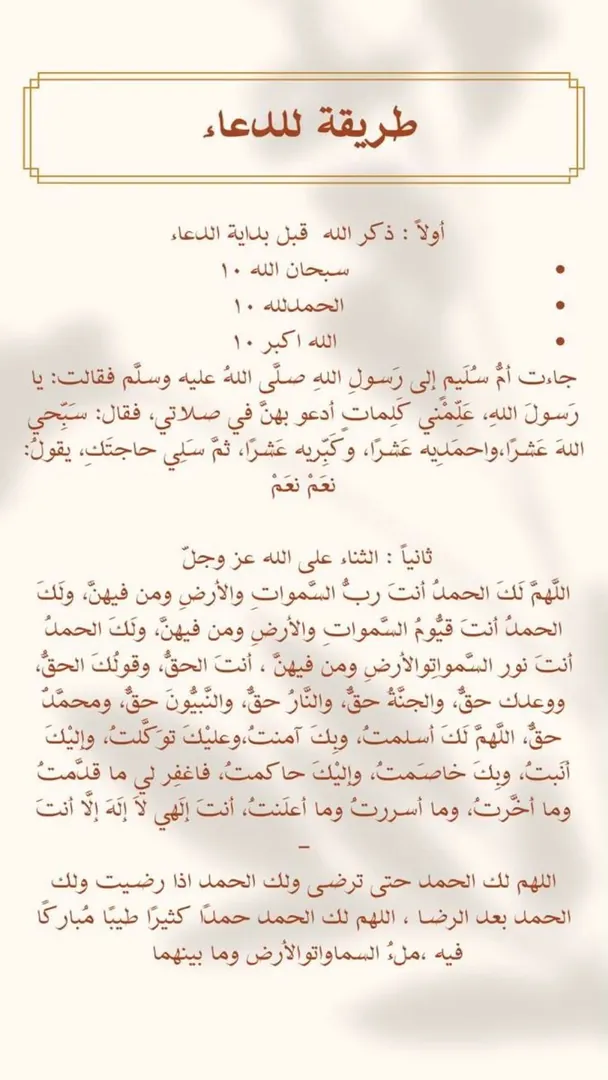 طريقة للدعاء
أولاً : ذكر الله قبل بداية الدعاء
• سبحان الله ١٠
• الحمدلله ١٠
• الله اكبر ١٠
جاءت أمُّ سُلَيم إلى رَسولِ اللهِ صلَّى اللهُ عليه وسلَّم فقالت: يا
رَسولَ اللهِ، عَلِّمْني كَلِماتٍ أدعو بهنَّ في صلاتي، فقال: سَبِّحي
اللهَ عَشرًا،واحمَدِيه عَشرًا، وكَبِّريه عَشرًا، ثمَّ سَلِي حاجتَكِ، يقولُ:
نعَمْ نعَمْ
ثانياً : الثناء على الله عز وجلّ
اللَّهمَّ لَكَ الحمدُ أنتَ ربُّ السَّمواتِ والأرضِ ومن فيهنَّ، ولَكَ
الحمدُ أنتَ قيُّومُ السَّمواتِ والأرضِ ومن فيهنَّ، ولَكَ الحمدُ
أنتَ نور السَّمواتِوالأرضِ ومن فيهنَّ ، أنتَ الحقُّ، وقولُكَ الحقُّ،
ووعدك حقٌّ، والجنَّةُ حقٌّ، والنَّارُ حقٌّ، والنَّبيُّونَ حقٌّ، ومحمَّدٌ
حقٌّ، اللَّهمَّ لَكَ أسلمتُ، وبِكَ آمنتُ،وعليْكَ توَكَّلتُ، وإليْكَ
أنَبتُ، وبِكَ خاصَمتُ، وإليْكَ حاكمتُ، فاغفِر لي ما قدَّمتُ
وما أخَّرتُ، وما أسررتُ وما أعلَنتُ، أنتَ إلَهي لاَ إلَهَ إلَّا أنتَ
–
اللهم لك الحمد حتى ترضى ولك الحمد اذا رضيت ولك
الحمد بعد الرضا ، اللهم لك الحمد حمدًا كثيرًا طيبًا مُباركًا
فيه ،ملءُ السماواتوالأرض وما بينهما